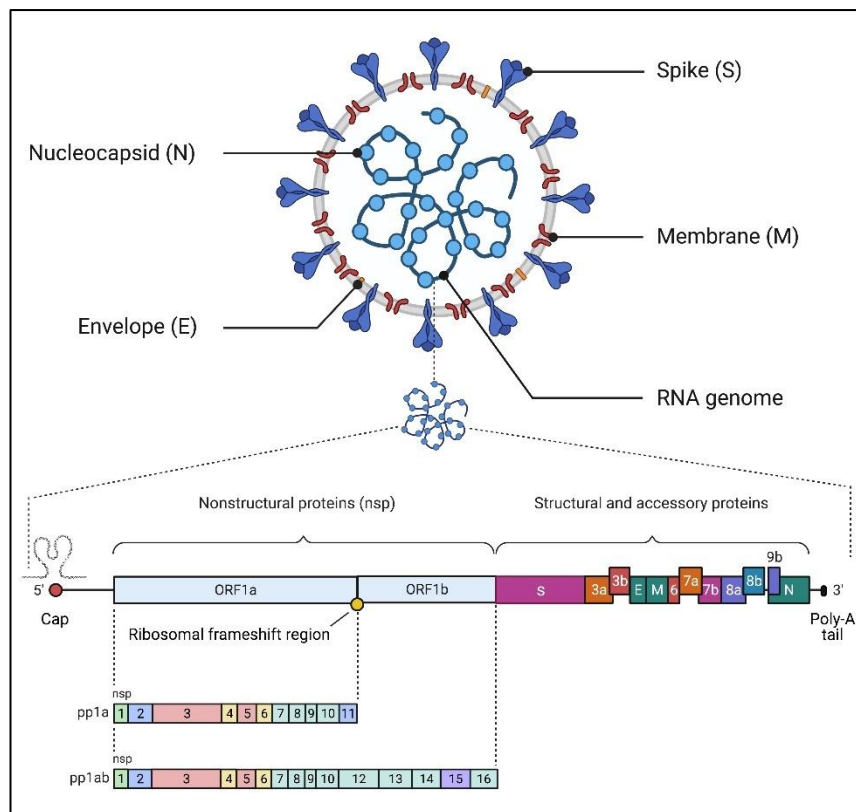 Spike (S)
Nucleocapsid (N)
Membrane (M)
Envelope (E)
RNA genome
Nonstructural proteins (nsp)
Structural and accessory proteins
5'
Cap
ORF1a
ORF1b
S
3a
3b
E
M
6
7a
7b
8a
8b
9b
N
3'
Poly-A
tail
Ribosomal frameshift region
nsp
pp1a
1 2 3 4 5 6 7 8 9 10 11
nsp
pp1ab
1 2 3 4 5 6 7 8 9 10 12 13 14 15 16